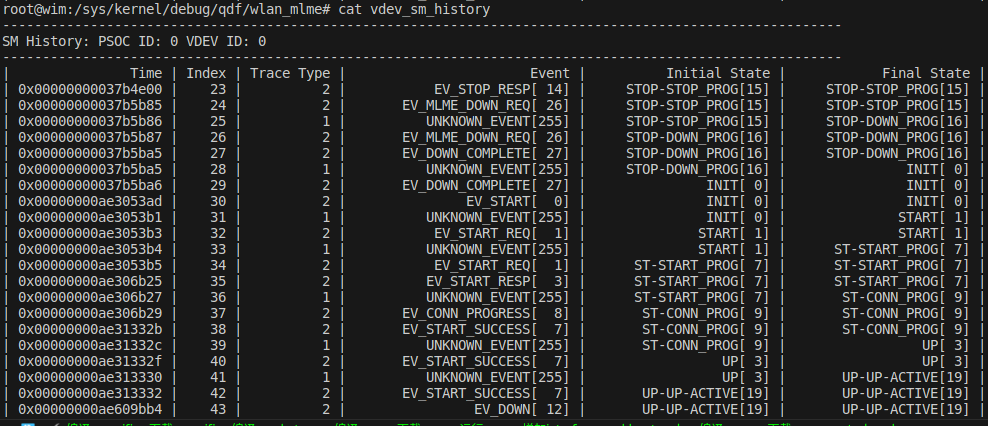 root@wim:/sys/kernel/debug/qdf/wlan_mlme# cat vdev_sm_history
--------------------------------------------------------------------------------------------------------
SM History: PSOC ID: 0 VDEV ID: 0
--------------------------------------------------------------------------------------------------------
| Time | Index | Trace Type | Event | Initial State | Final State |
| 0x00000000037b4e00 | 23 | 2 | EV_STOP_RESP[ 14] | STOP-STOP_PROG[15] | STOP-STOP_PROG[15] |
| 0x00000000037b5b85 | 24 | 2 | EV_MLME_DOWN_REQ[ 26] | STOP-STOP_PROG[15] | STOP-STOP_PROG[15] |
| 0x00000000037b5b86 | 25 | 1 | UNKNOWN_EVENT[255] | STOP-STOP_PROG[15] | STOP-DOWN_PROG[16] |
| 0x00000000037b5b87 | 26 | 2 | EV_MLME_DOWN_REQ[ 26] | STOP-DOWN_PROG[16] | STOP-DOWN_PROG[16] |
| 0x00000000037b5ba5 | 27 | 2 | EV_DOWN_COMPLETE[ 27] | STOP-DOWN_PROG[16] | STOP-DOWN_PROG[16] |
| 0x00000000037b5ba5 | 28 | 1 | UNKNOWN_EVENT[255] | STOP-DOWN_PROG[16] | INIT[ 0] |
| 0x00000000037b5ba6 | 29 | 2 | EV_DOWN_COMPLETE[ 27] | INIT[ 0] | INIT[ 0] |
| 0x00000000ae3053ad | 30 | 2 | EV_START[ 0] | INIT[ 0] | INIT[ 0] |
| 0x00000000ae3053b1 | 31 | 1 | UNKNOWN_EVENT[255] | INIT[ 0] | START[ 1] |
| 0x00000000ae3053b3 | 32 | 2 | EV_START_REQ[ 1] | START[ 1] | START[ 1] |
| 0x00000000ae3053b4 | 33 | 1 | UNKNOWN_EVENT[255] | START[ 1] | ST-START_PROG[ 7] |
| 0x00000000ae3053b5 | 34 | 2 | EV_START_REQ[ 1] | ST-START_PROG[ 7] | ST-START_PROG[ 7] |
| 0x00000000ae306b25 | 35 | 2 | EV_START_RESP[ 3] | ST-START_PROG[ 7] | ST-START_PROG[ 7] |
| 0x00000000ae306b27 | 36 | 1 | UNKNOWN_EVENT[255] | ST-START_PROG[ 7] | ST-CONN_PROG[ 9] |
| 0x00000000ae306b29 | 37 | 2 | EV_CONN_PROGRESS[ 8] | ST-CONN_PROG[ 9] | ST-CONN_PROG[ 9] |
| 0x00000000ae31332b | 38 | 2 | EV_START_SUCCESS[ 7] | ST-CONN_PROG[ 9] | ST-CONN_PROG[ 9] |
| 0x00000000ae31332c | 39 | 1 | UNKNOWN_EVENT[255] | ST-CONN_PROG[ 9] | UP[ 3] |
| 0x00000000ae31332f | 40 | 2 | EV_START_SUCCESS[ 7] | UP[ 3] | UP[ 3] |
| 0x00000000ae313330 | 41 | 1 | UNKNOWN_EVENT[255] | UP[ 3] | UP-UP-ACTIVE[19] |
| 0x00000000ae313332 | 42 | 2 | EV_START_SUCCESS[ 7] | UP-UP-ACTIVE[19] | UP-UP-ACTIVE[19] |
| 0x00000000ae609bb4 | 43 | 2 | EV_DOWN[ 12] | UP-UP-ACTIVE[19] | UP-UP-ACTIVE[19] |